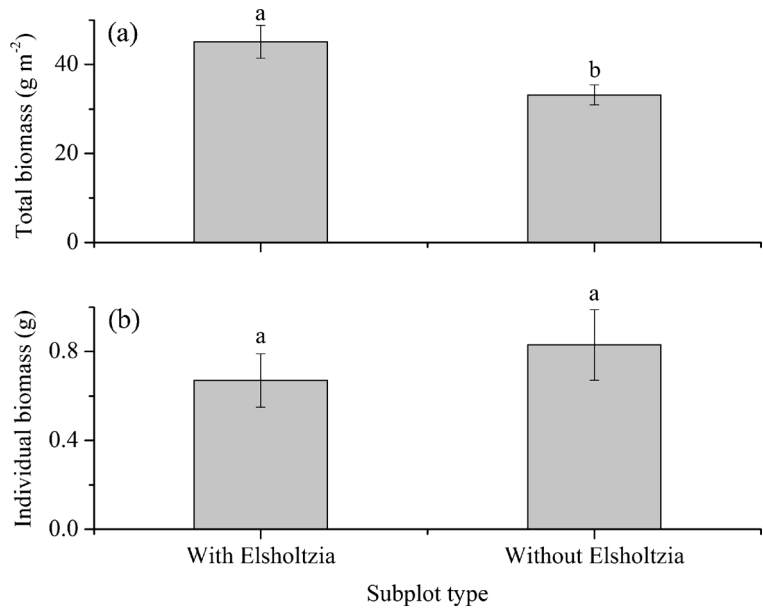 (a)
a
b
40
20
0
Total biomass (g m⁻²)
(b)
a
a
0.8
0.4
0.0
Individual biomass (g)
With Elsholtzia Without Elsholtzia
Subplot type